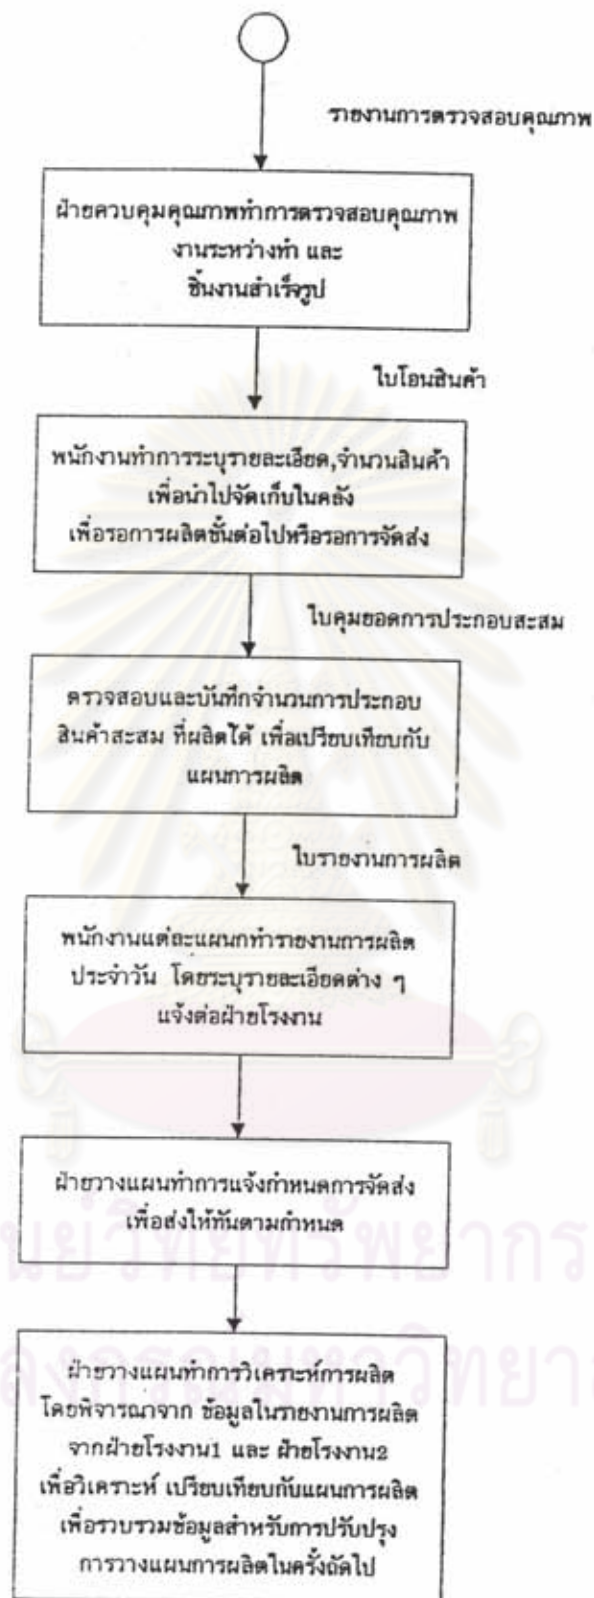 รายงานการตรวจสอบคุณภาพ
ฝ่ายควบคุมคุณภาพทำการตรวจสอบคุณภาพ
งานระหว่างทำ และ
ชิ้นงานสำเร็จรูป
ใบโอนสินค้า
พนักงานทำการระบุรายละเอียด,จำนวนสินค้า
เพื่อนำไปจัดเก็บในคลัง
เพื่อรอการผลิตขั้นต่อไปหรือรอการจัดส่ง
ใบคุมยอดการประกอบสะสม
ตรวจสอบและบันทึกจำนวนการประกอบ
สินค้าสะสม ที่ผลิตได้ เพื่อเปรียบเทียบกับ
แผนการผลิต
ใบรายงานการผลิต
พนักงานแต่ละแผนกทำรายงานการผลิต
ประจำวัน โดยระบุรายละเอียดต่าง ๆ
แจ้งต่อฝ่ายโรงงาน
ฝ่ายวางแผนทำการแจ้งกำหนดการจัดส่ง
เพื่อส่งให้ทันตามกำหนด
ฝ่ายวางแผนทำการวิเคราะห์การผลิต
โดยพิจารณาจาก ข้อมูลในรายงานการผลิต
จากฝ่ายโรงงาน1 และ ฝ่ายโรงงาน2
เพื่อวิเคราะห์ เปรียบเทียบกับแผนการผลิต
เพื่อรวบรวมข้อมูลสำหรับการปรับปรุง
การวางแผนการผลิตในครั้งถัดไป